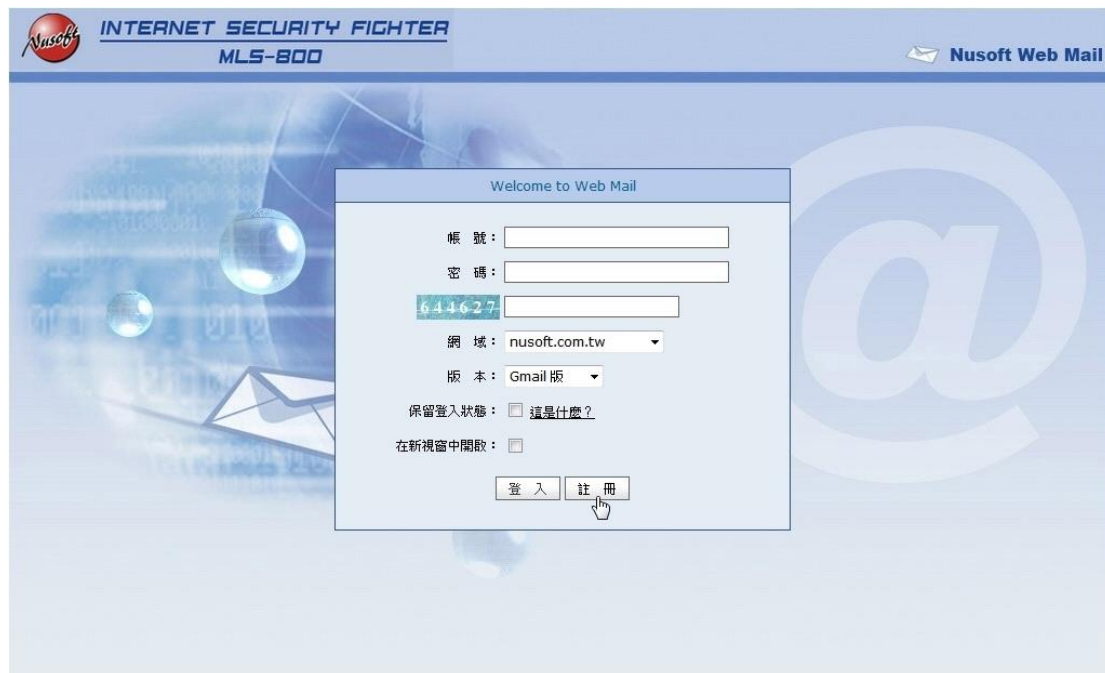 Nusoft
INTERNET SECURITY FIGHTER
MLS-800
Nusoft Web Mail
Welcome to Web Mail
帳 號：
密 碼：
644627
網 域： nusoft.com.tw
版 本： Gmail 版
保留登入狀態： 這是什麼？
在新視窗中開啟：
登 入 註 冊